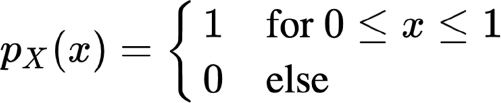 p_X(x) = { 1 for 0 ≤ x ≤ 1
0 else